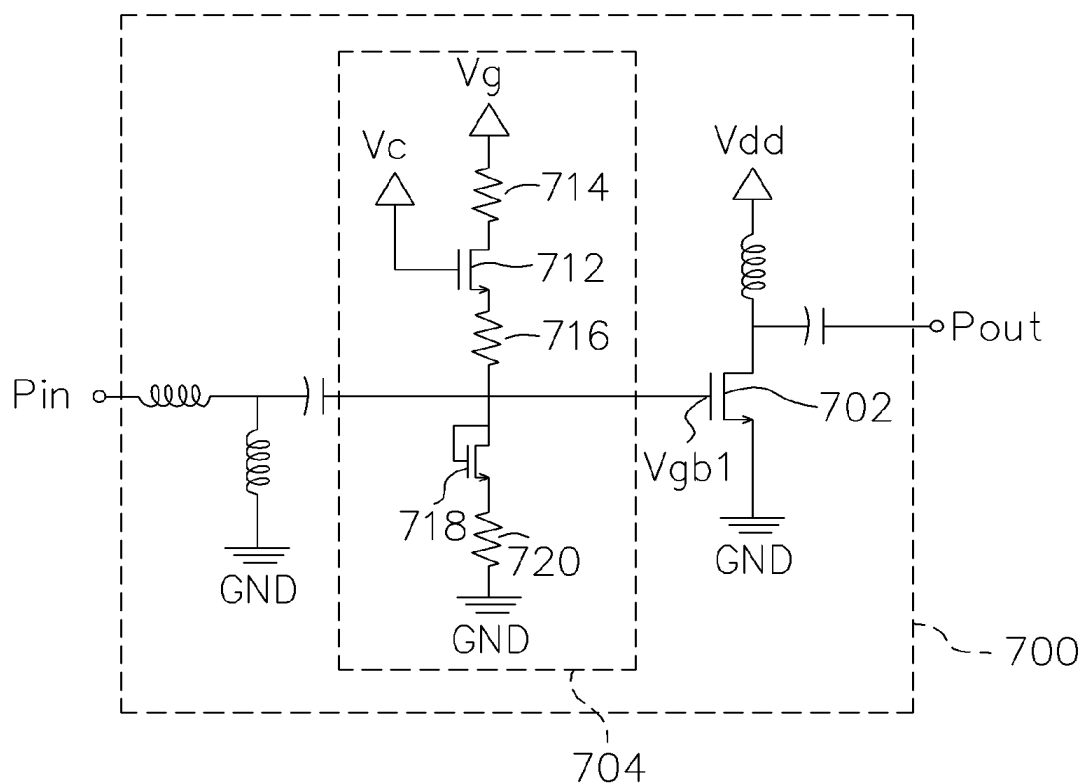 Vg
Vc
714
Vdd
712
716
Pout
Pin
702
Vgb1
718
720
GND
GND
GND
700
704